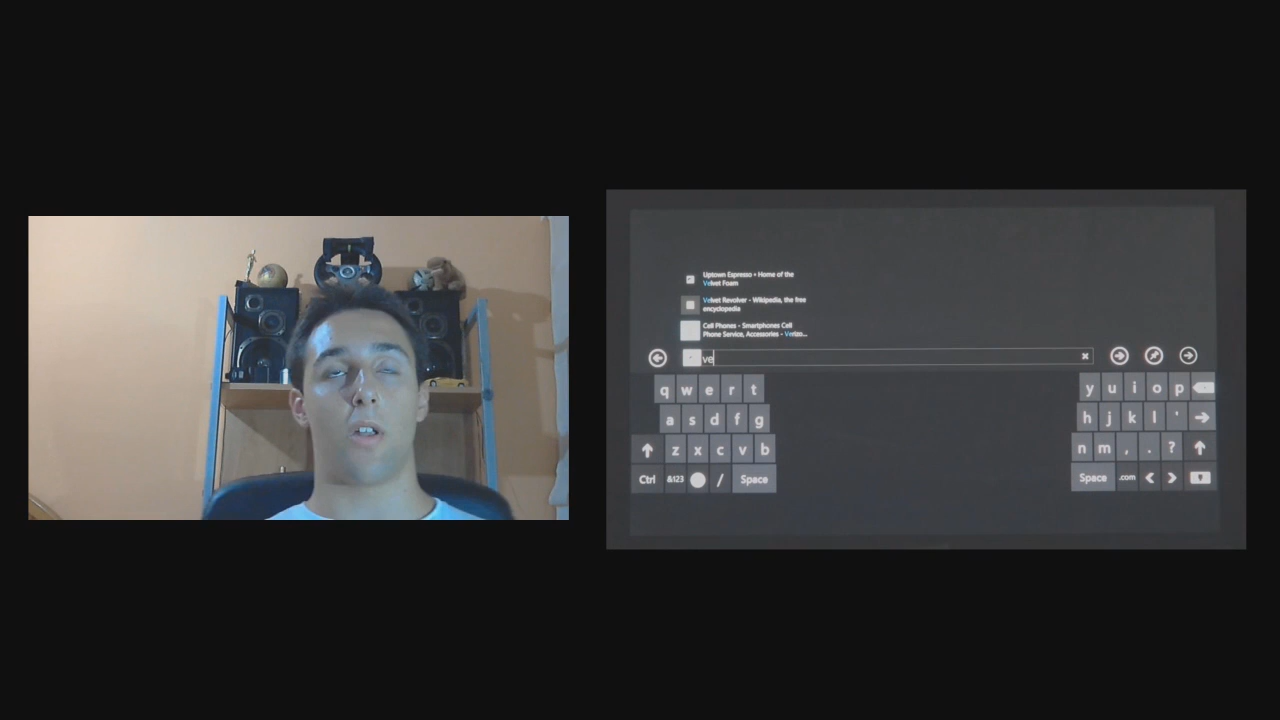 Uptown Espresso • Home of the
Velvet Foam
Velvet Revolver - Wikipedia, the free
encyclopedia
Cell Phones - Smartphones Cell
Phone Service, Accessories - Verizo...
ve
q w e r t y u i o p
a s d f g h j k l '
z x c v b n m , . ?
Ctrl &123 / Space Space .com < >